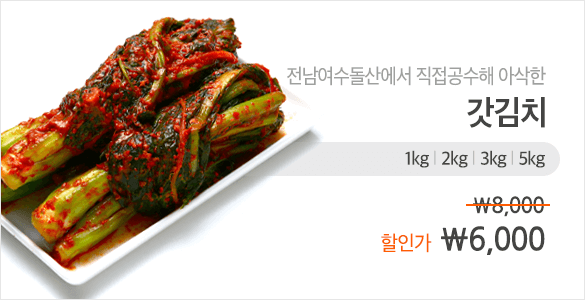 전남여수돌산에서 직접공수해 아삭한
갓김치
1kg | 2kg | 3kg | 5kg
₩8,000
할인가 ₩6,000